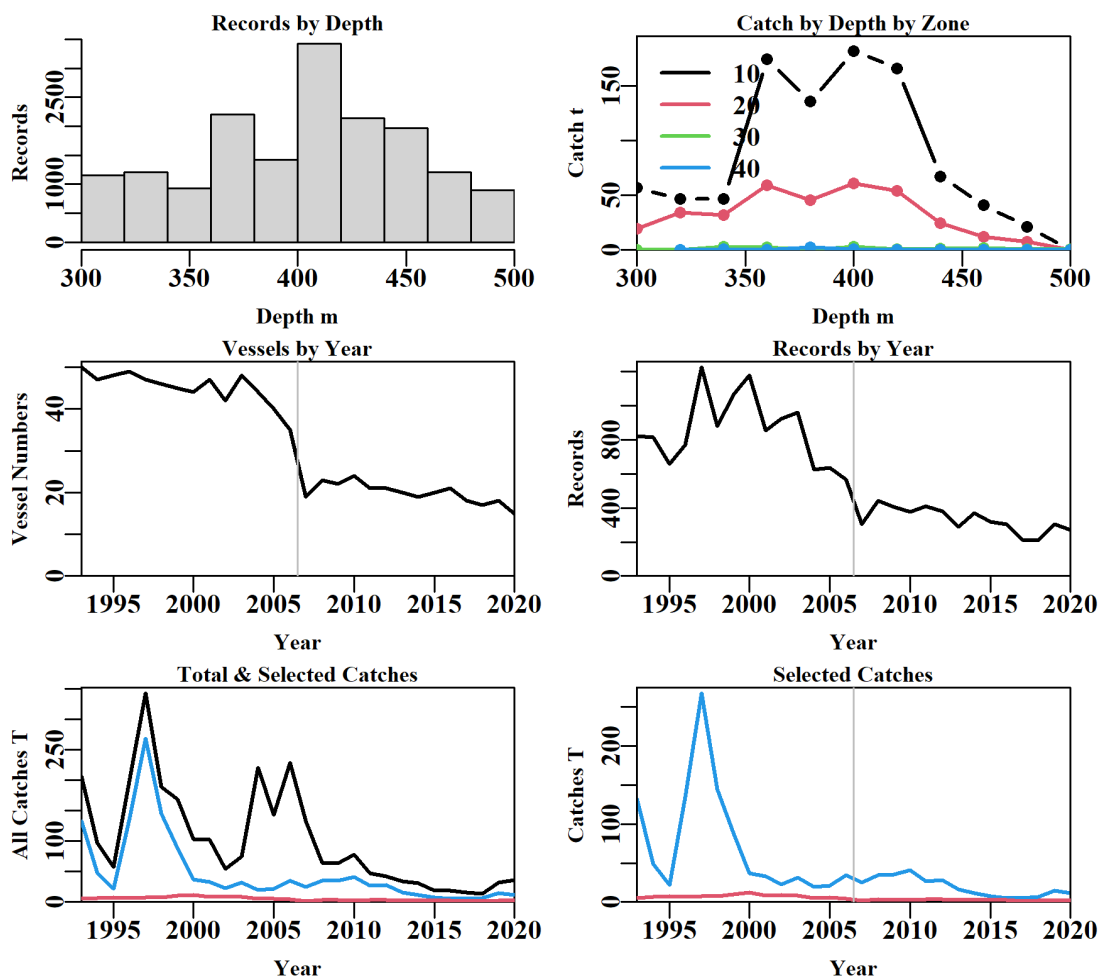 Records by Depth
Records
0 1000 2500
300 350 400 450 500
Depth m
Catch by Depth by Zone
Catch t
0 50 150
10
20
30
40
300 350 400 450 500
Depth m
Vessels by Year
Vessel Numbers
0 20 40
1995 2000 2005 2010 2015 2020
Year
Records by Year
Records
0 400 800
1995 2000 2005 2010 2015 2020
Year
Total & Selected Catches
All Catches T
0 100 250
1995 2000 2005 2010 2015 2020
Year
Selected Catches
Catches T
0 100 200
1995 2000 2005 2010 2015 2020
Year